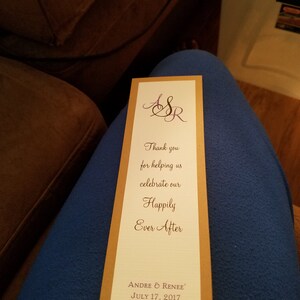 ASR
Thank you
for helping us
celebrate our
Happily
Ever After
Andre & Renee'
July 17, 2017